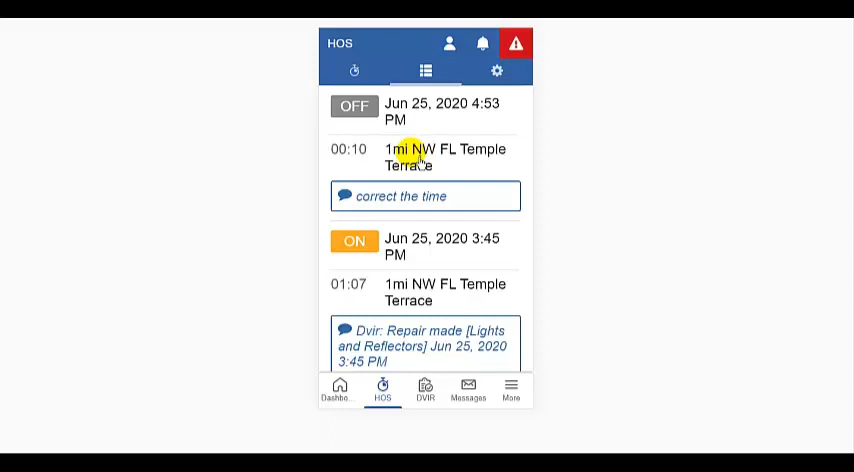 HOS
OFF
Jun 25, 2020 4:53
PM
00:10
1mi NW FL Temple
Terrace
correct the time
ON
Jun 25, 2020 3:45
PM
01:07
1mi NW FL Temple
Terrace
Dvir: Repair made [Lights
and Reflectors] Jun 25, 2020
3:45 PM
Dashbo...
HOS
DVIR
Messages
More